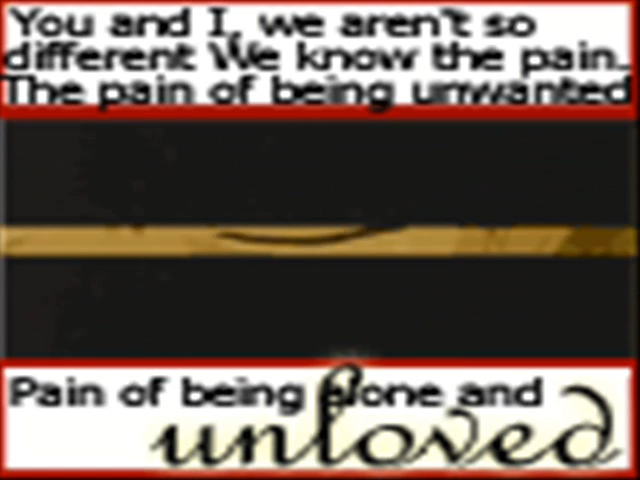 You and I, we aren't so
different We know the pain.
The pain of being unwanted
Pain of being alone and
unloved